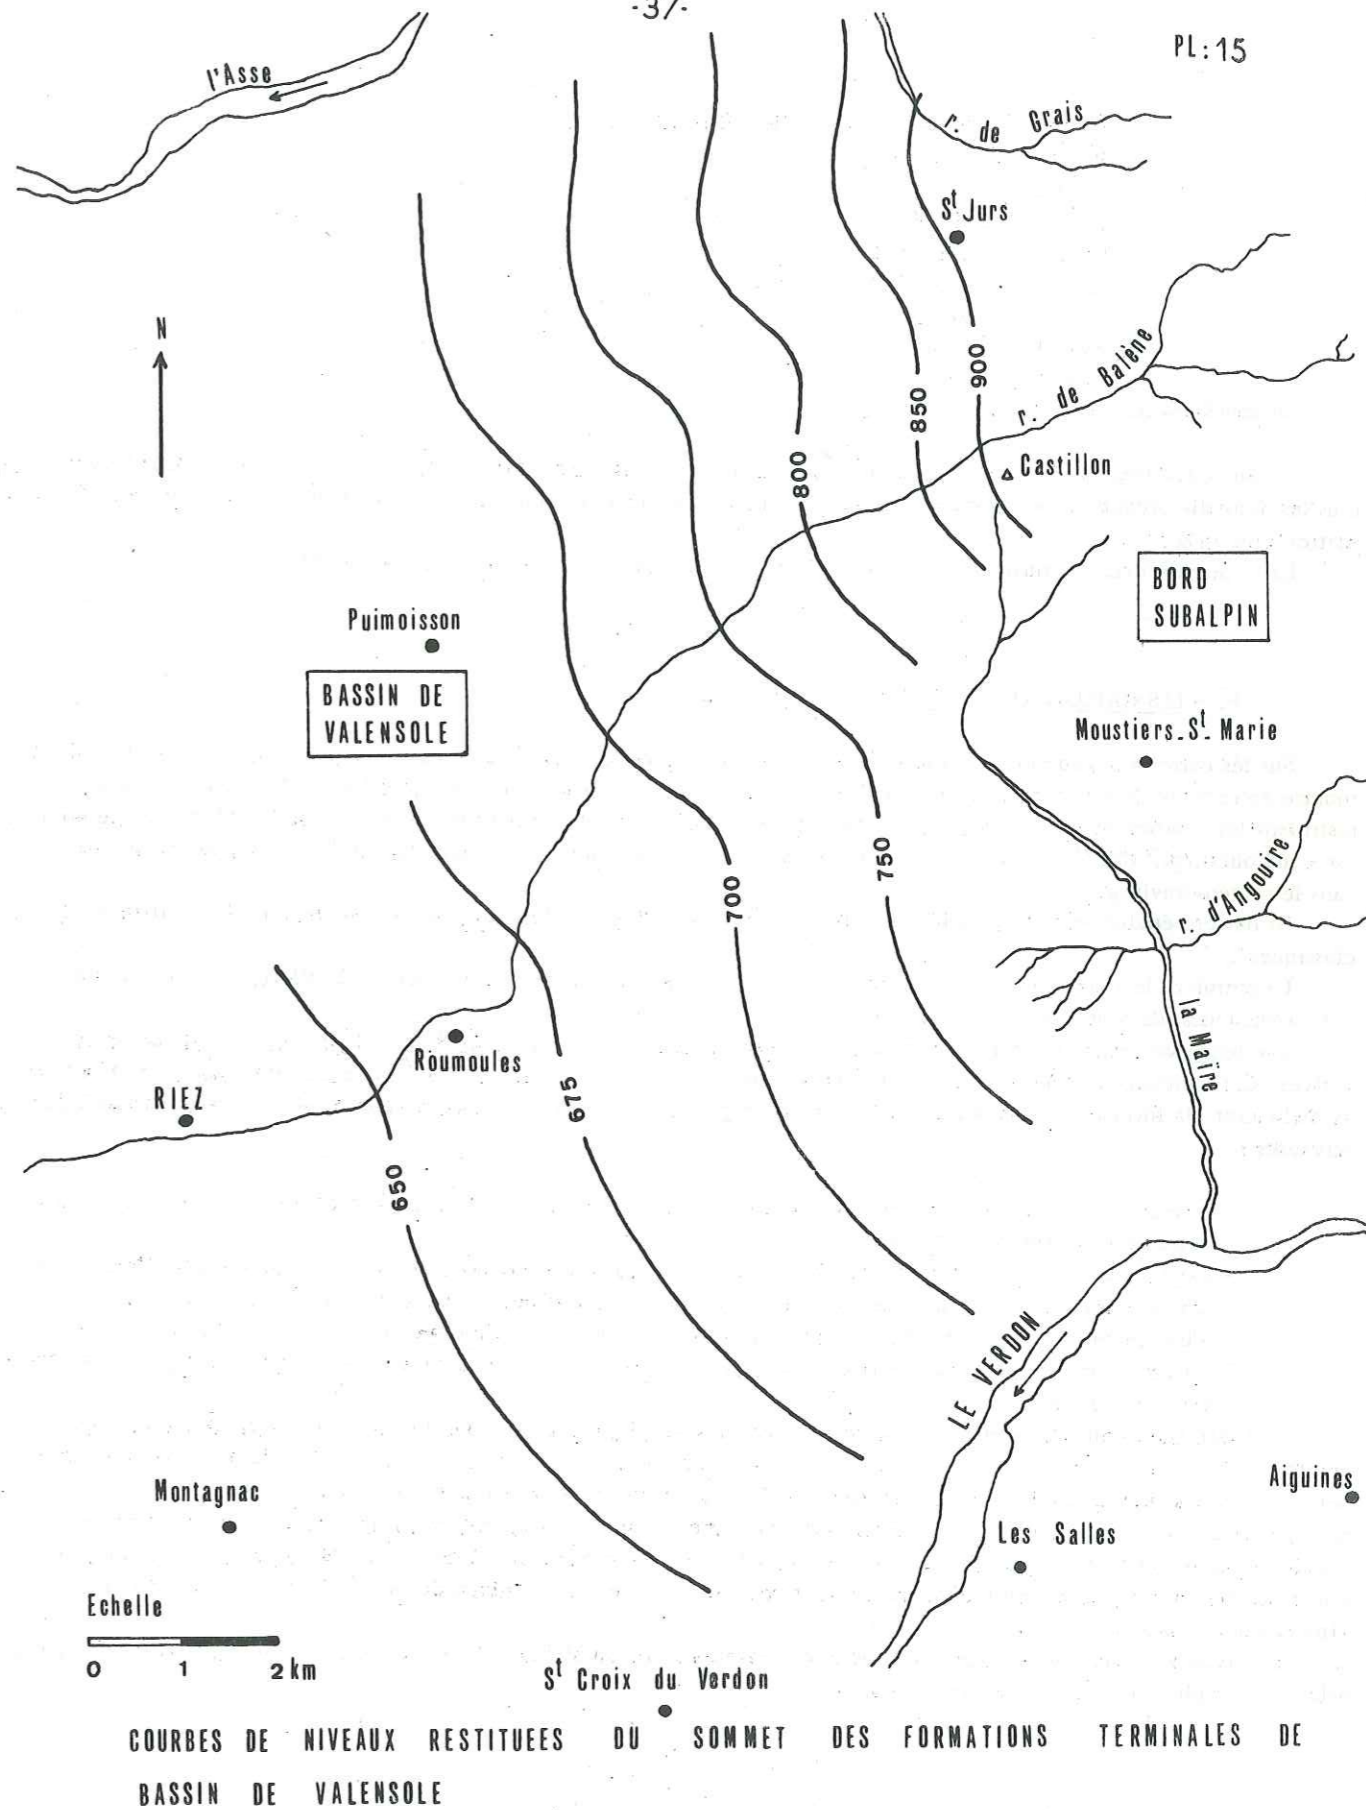 -37-
PL: 15
l'Asse
r. de Grais
St Jurs
N
r. de Balène
900
850
Castillon
800
BORD
SUBALPIN
Puimoisson
BASSIN DE
VALENSOLE
Moustiers-St-Marie
750
700
r. d'Angouire
la Maïre
Roumoules
675
RIEZ
650
LE VERDON
Aiguines
Montagnac
Les Salles
Echelle
0 1 2 km
St Croix du Verdon
COURBES DE NIVEAUX RESTITUEES DU SOMMET DES FORMATIONS TERMINALES DE
BASSIN DE VALENSOLE